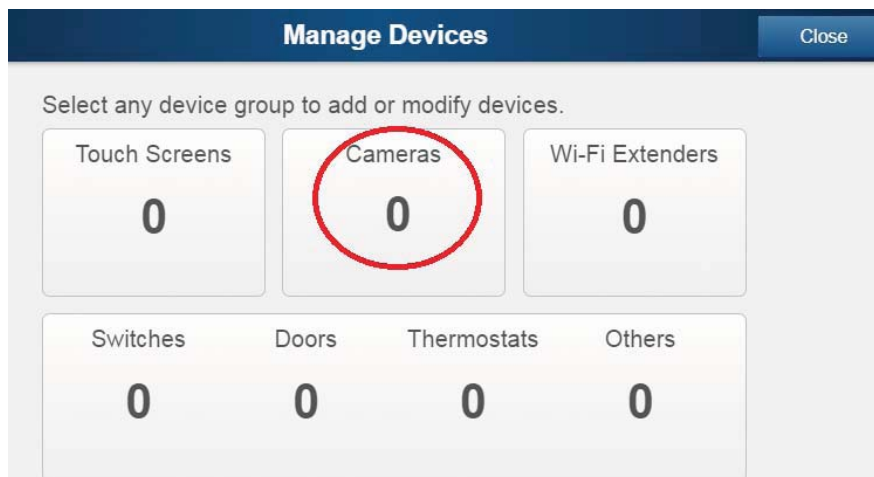 Manage Devices Close
Select any device group to add or modify devices.
Touch Screens Cameras Wi-Fi Extenders
0 0 0
Switches Doors Thermostats Others
0 0 0 0